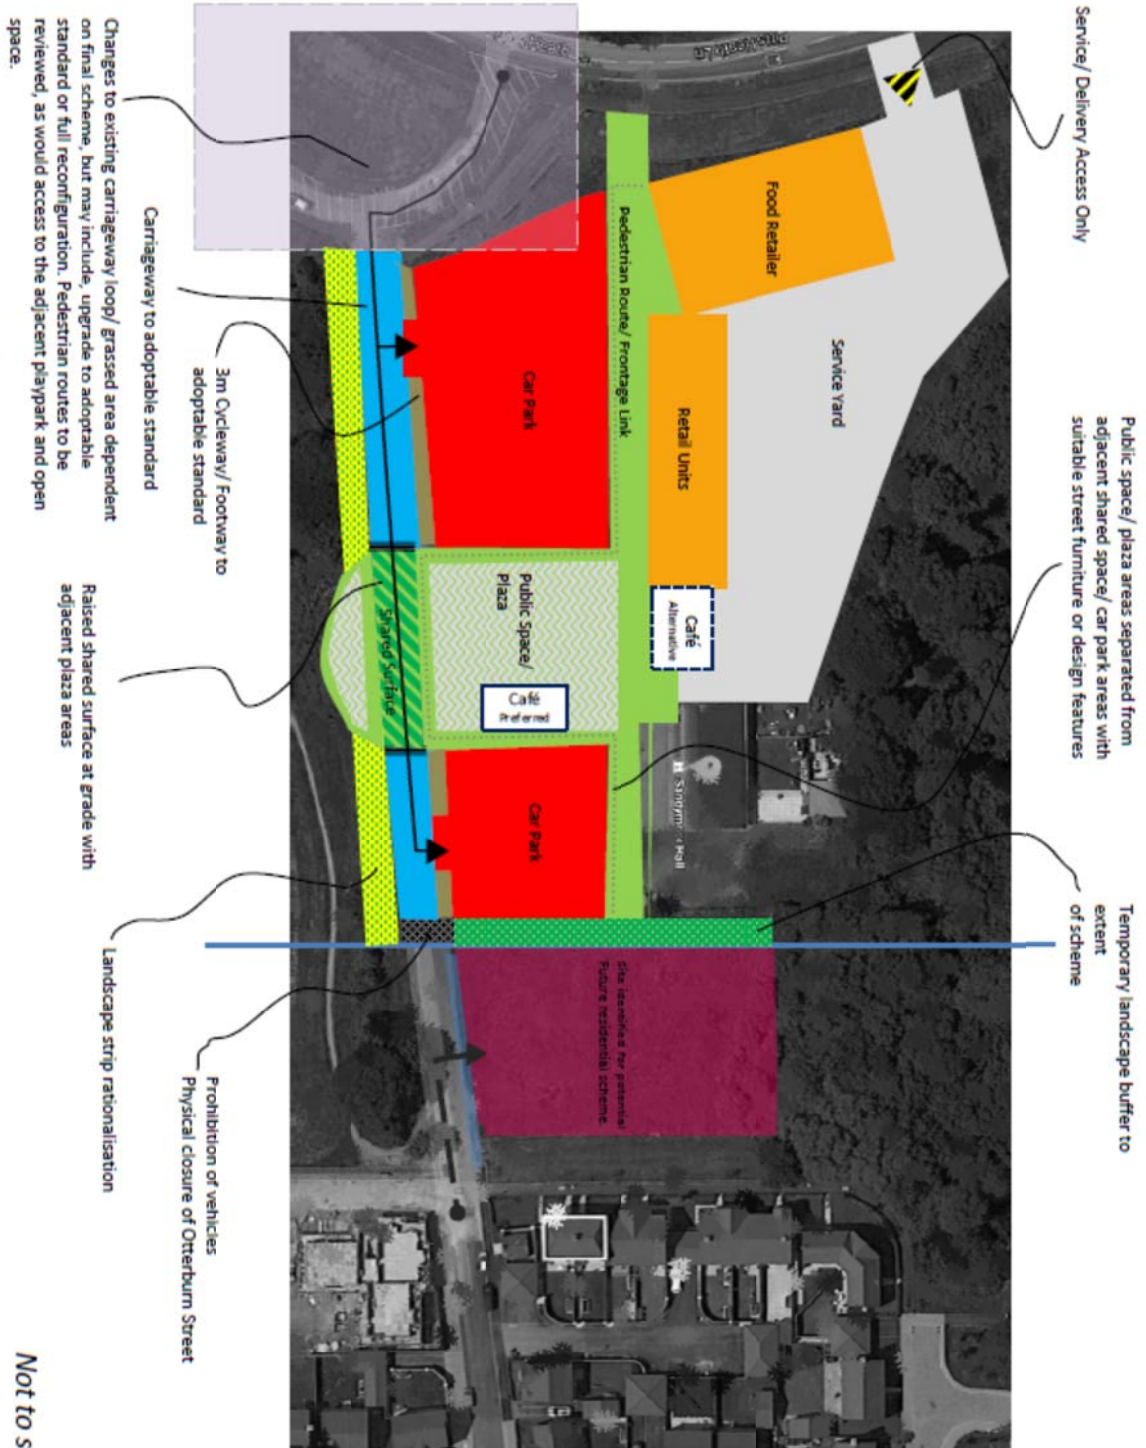 Service/ Delivery Access Only
Public space/ plaza areas separated from
adjacent shared space/ car park areas with
suitable street furniture or design features
Temporary landscape buffer to
extent
of scheme
Food Retailer
Service Yard
Retail Units
Café
Alternative
Pedestrian Route/ Frontage Link
Car Park
Public Space/
Plaza
Café
Preferred
Car Park
Site identified for potential
Future residential scheme.
Shared Surface
Changes to existing carriageway loop/ grassed area dependent
on final scheme, but may include, upgrade to adoptable
standard or full reconfiguration. Pedestrian routes to be
reviewed, as would access to the adjacent playpark and open
space.
Carriageway to adoptable standard
3m Cycleway/ Footway to
adoptable standard
Raised shared surface at grade with
adjacent plaza areas
Landscape strip rationalisation
Prohibition of vehicles
Physical closure of Otterburn Street
Not to s